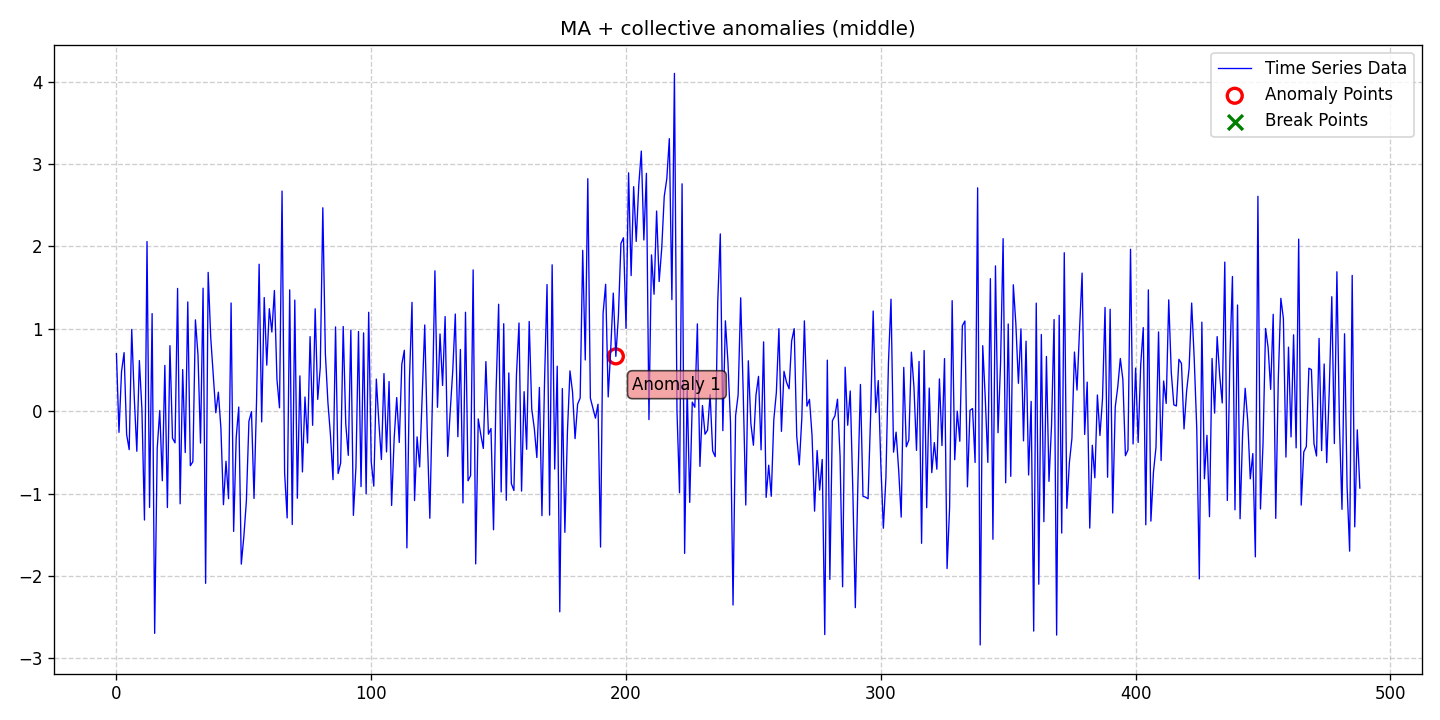 MA + collective anomalies (middle)
Time Series Data
Anomaly Points
Break Points
4
3
2
1
0
−1
−2
−3
Anomaly 1
0
100
200
300
400
500